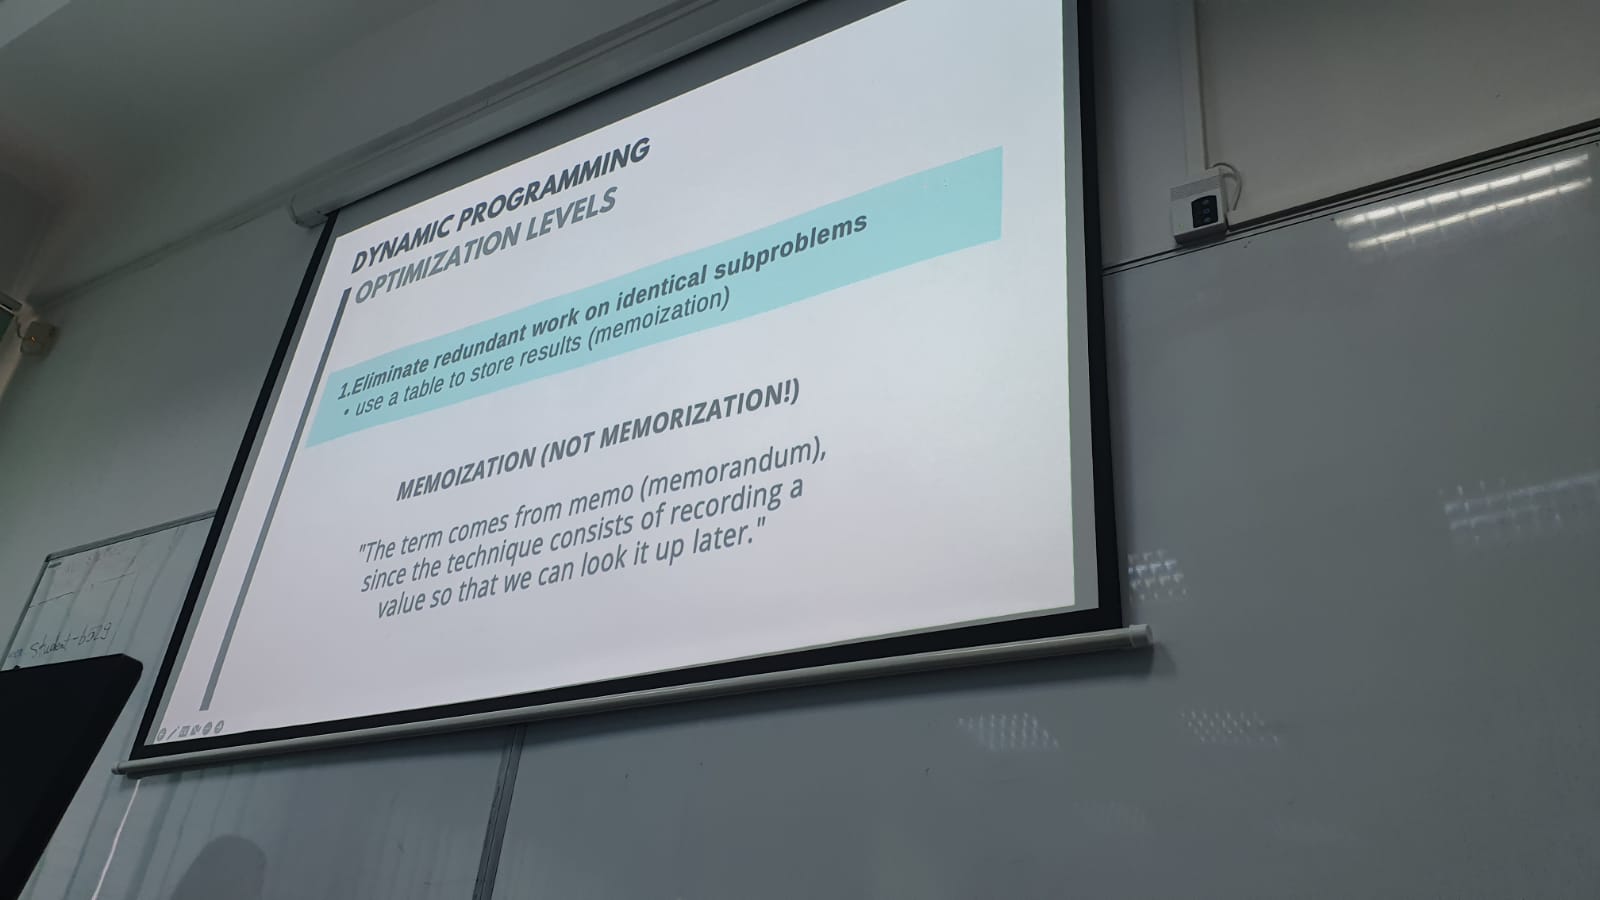 DYNAMIC PROGRAMMING
OPTIMIZATION LEVELS
1.Eliminate redundant work on identical subproblems
• use a table to store results (memoization)
MEMOIZATION (NOT MEMORIZATION!)
"The term comes from memo (memorandum),
since the technique consists of recording a
value so that we can look it up later."
Student-b529